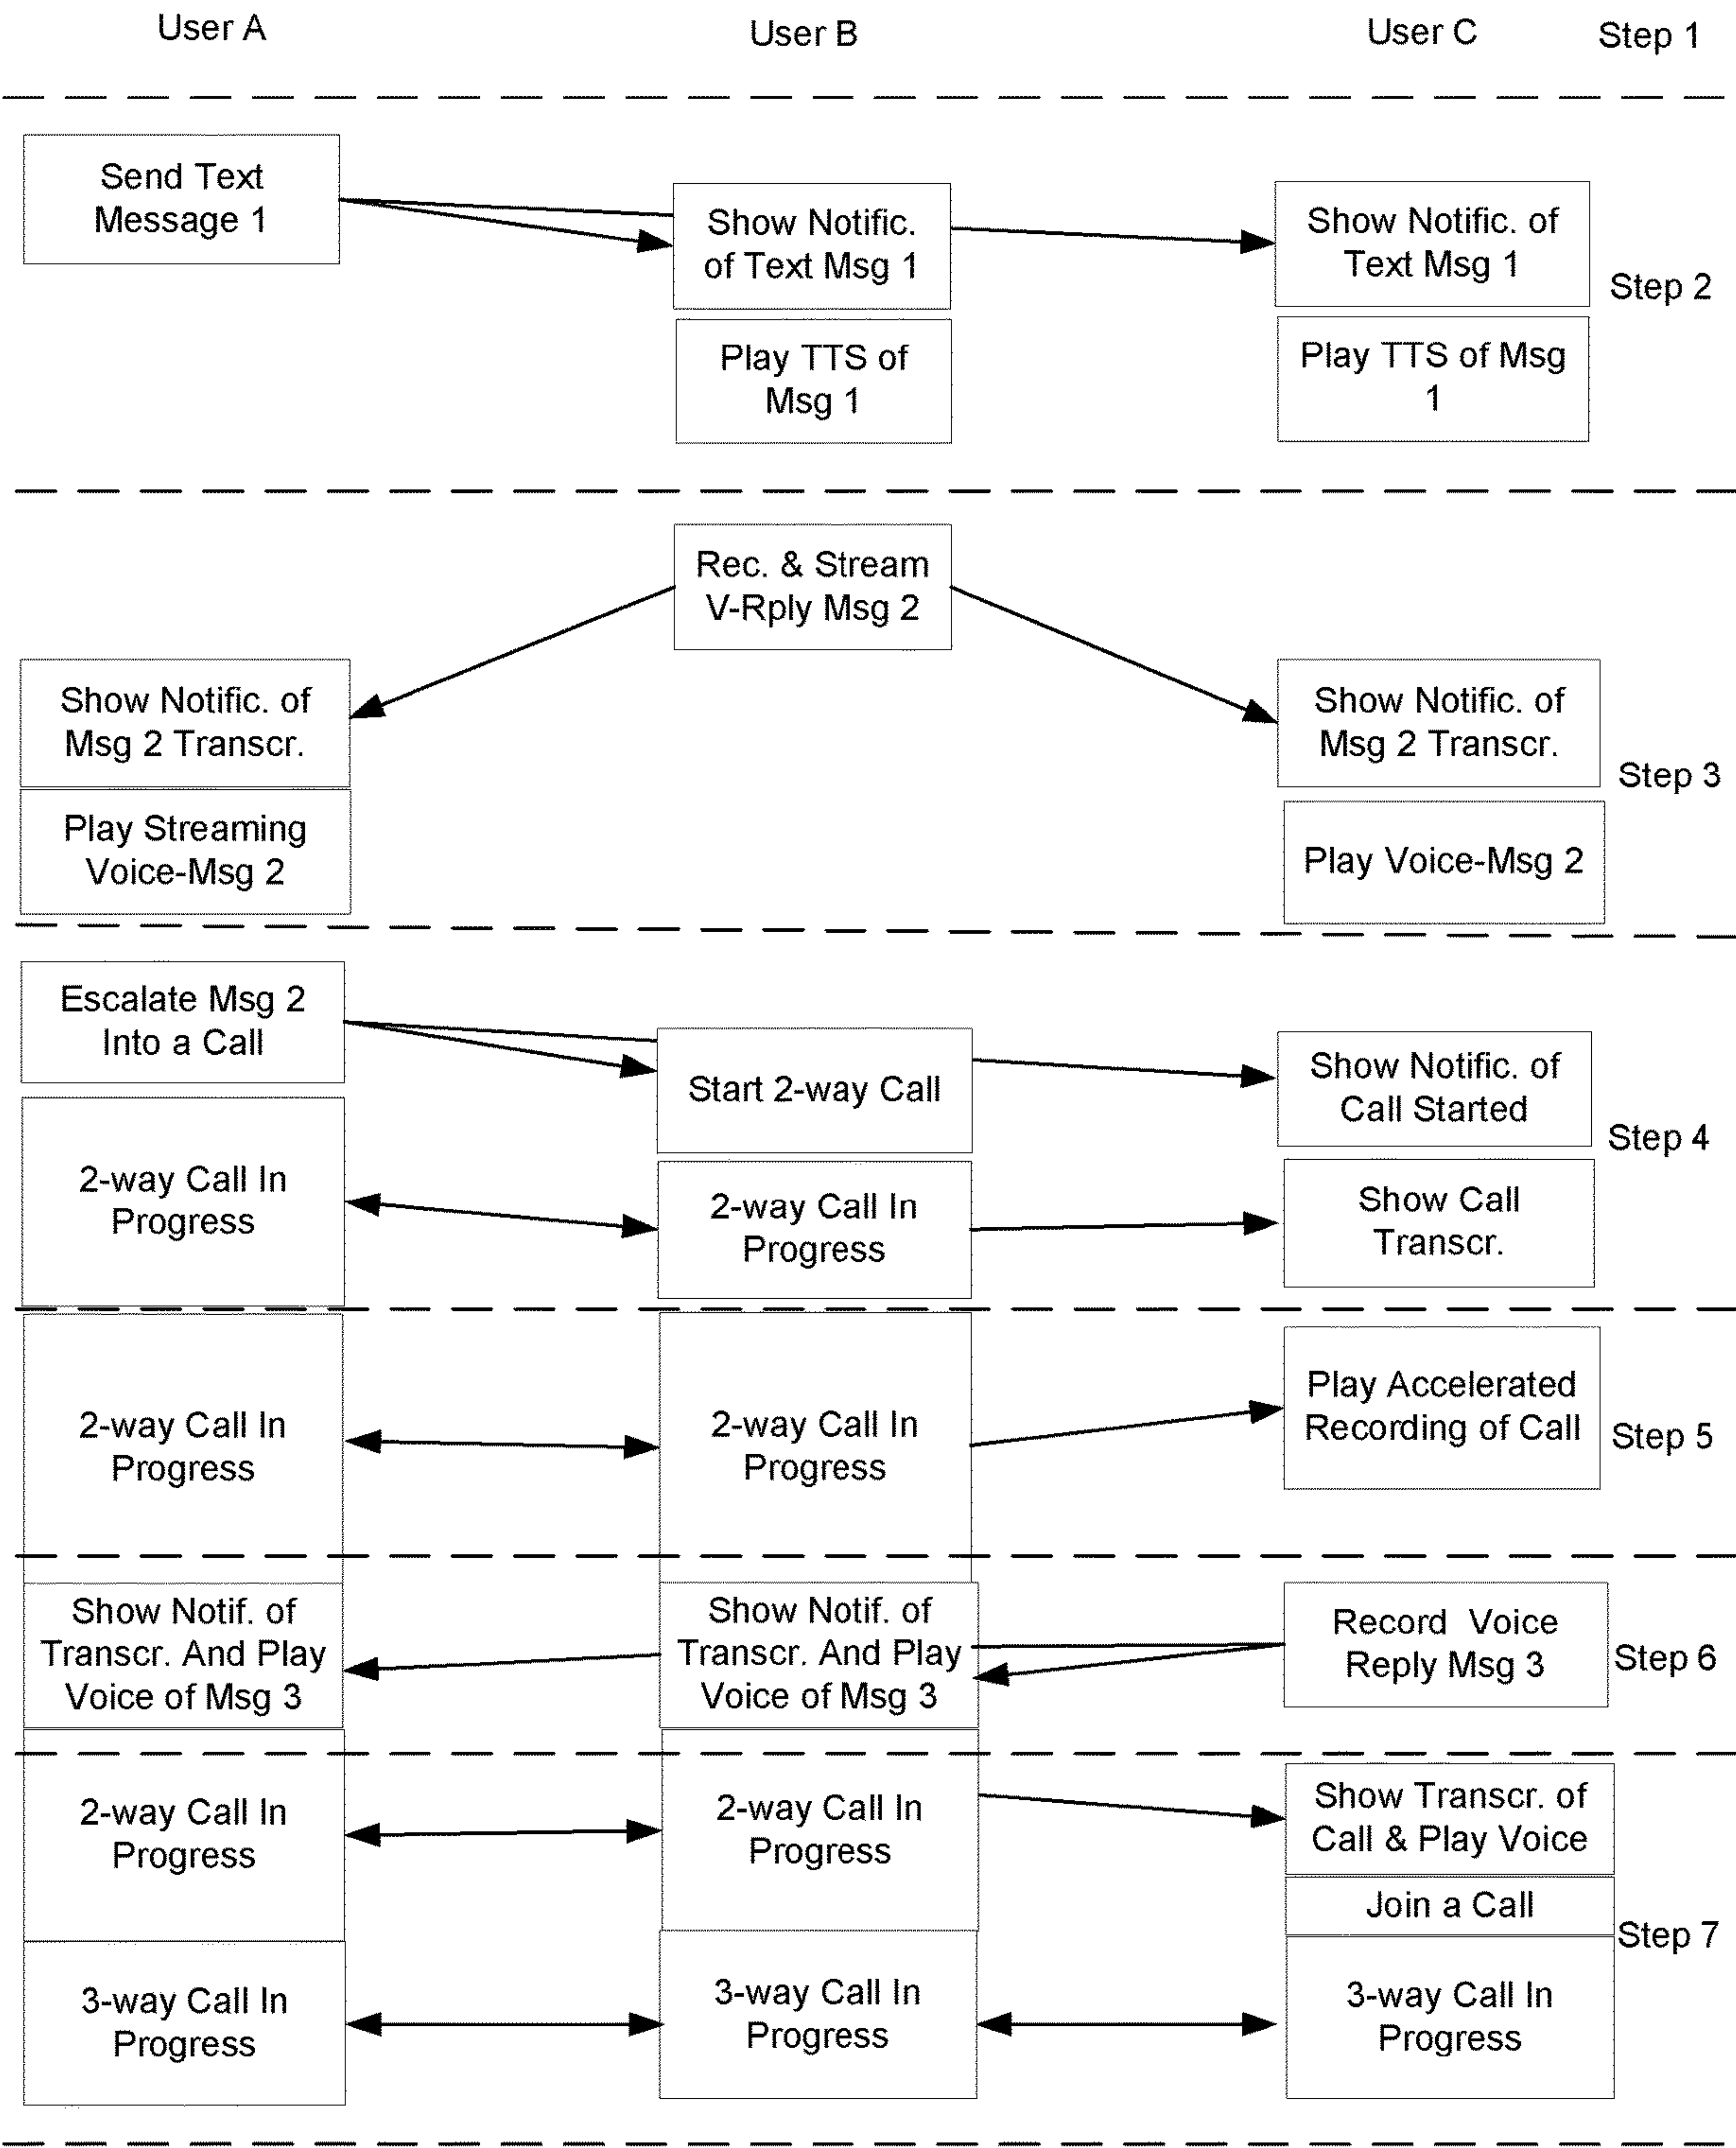 User A
User B
User C
Step 1
Send Text
Message 1
Show Notific.
of Text Msg 1
Show Notific. of
Text Msg 1
Step 2
Play TTS of
Msg 1
Play TTS of Msg
1
Rec. & Stream
V-Rply Msg 2
Show Notific. of
Msg 2 Transcr.
Show Notific. of
Msg 2 Transcr.
Step 3
Play Streaming
Voice-Msg 2
Play Voice-Msg 2
Escalate Msg 2
Into a Call
Start 2-way Call
Show Notific. of
Call Started
Step 4
2-way Call In
Progress
2-way Call In
Progress
Show Call
Transcr.
2-way Call In
Progress
2-way Call In
Progress
Play Accelerated
Recording of Call
Step 5
Show Notif. of
Transcr. And Play
Voice of Msg 3
Show Notif. of
Transcr. And Play
Voice of Msg 3
Record Voice
Reply Msg 3
Step 6
2-way Call In
Progress
2-way Call In
Progress
Show Transcr. of
Call & Play Voice
Join a Call
Step 7
3-way Call In
Progress
3-way Call In
Progress
3-way Call In
Progress